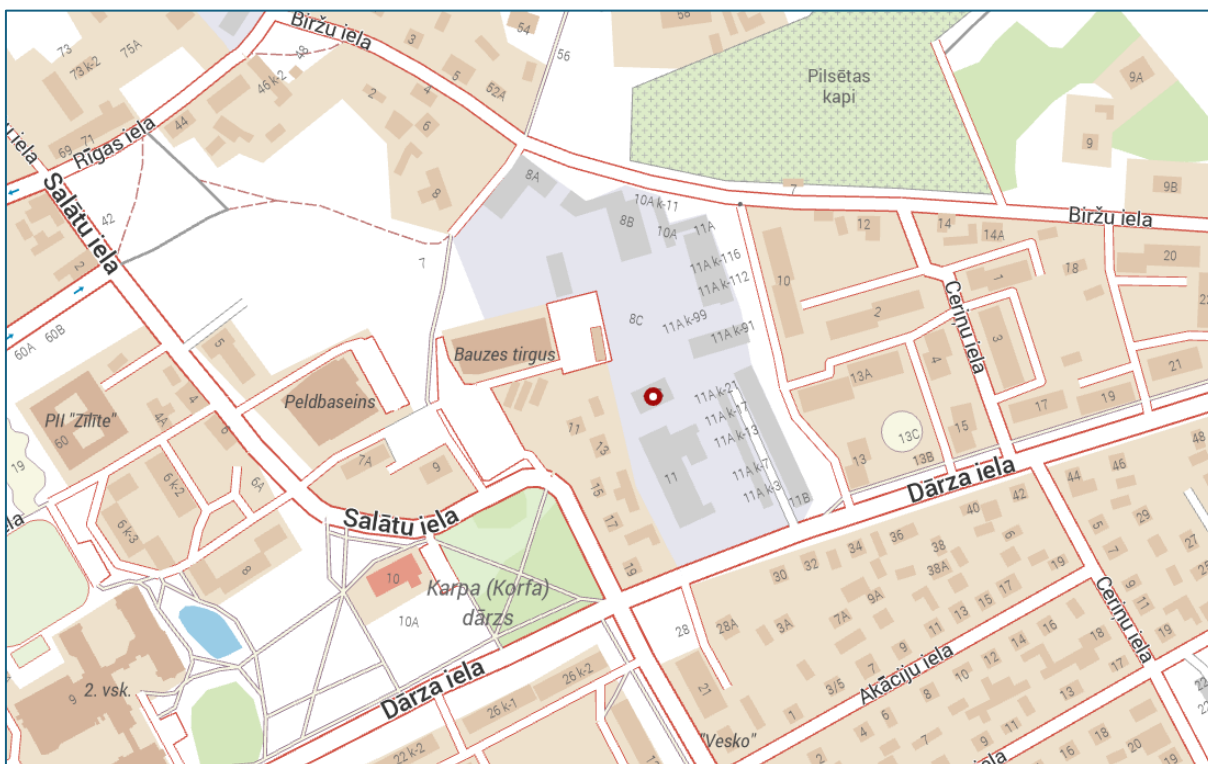 Biržu iela
58
73
75A
73 k-2
48
46 k-2
3
54
56
5
52A
4
2
6
Pilsētas
kapi
9A
9
9B
44
71
69
Rīgas iela
8
8A
7
10A k-11
8B
10A
11A
Biržu iela
Salātu iela
42
2
7
12
14
14A
11A k-116
11A k-112
10
1
18
20
60A
60B
5
8C
11A k-99
11A k-91
2
Ceriņu iela
3
4
21
Bauzes tirgus
PII "Zīlīte"
60
4
4A
Peldbaseins
13A
11A k-21
11A k-17
11A k-13
11A k-7
11A k-3
17
19
19
6
6 k-2
6A
7A
9
11
13
15
17
11
13
13C
13B
15
48
46
44
11B
Dārza iela
42
40
6 k-3
Salātu iela
8
10
Karpa (Korfa)
dārzs
10A
19
36
34
32
30
38
38A
6
5
7
29
27
25
9
11
19
28
28A
3A
7A
9A
9
11
13
15
17
19
7
Akāciju iela
Ceriņu iela
2. vsk.
9
Dārza iela
26 k-2
26 k-1
22 k-2
21
"Vesko"
3/5
1
2
4
6
8
10
12
14
16
18
17
19
7
9
11
13
16
18
20